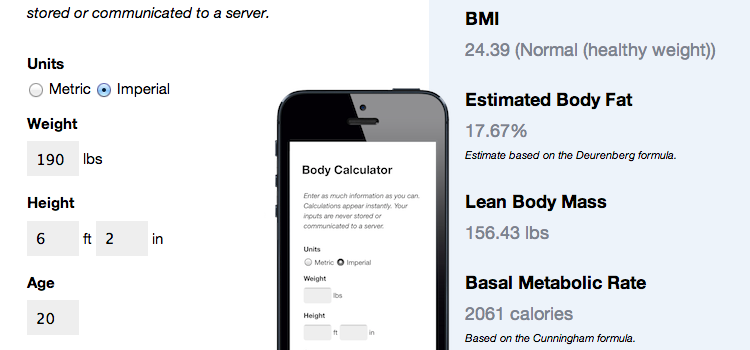 stored or communicated to a server.
Units
Metric Imperial
Weight
190 lbs
Height
6 ft 2 in
Age
20
Body Calculator
Enter as much information as you can.
Calculations appear instantly. Your
inputs are never stored or
communicated to a server.
Units
Metric Imperial
Weight
lbs
Height
ft in
BMI
24.39 (Normal (healthy weight))
Estimated Body Fat
17.67%
Estimate based on the Deurenberg formula.
Lean Body Mass
156.43 lbs
Basal Metabolic Rate
2061 calories
Based on the Cunningham formula.